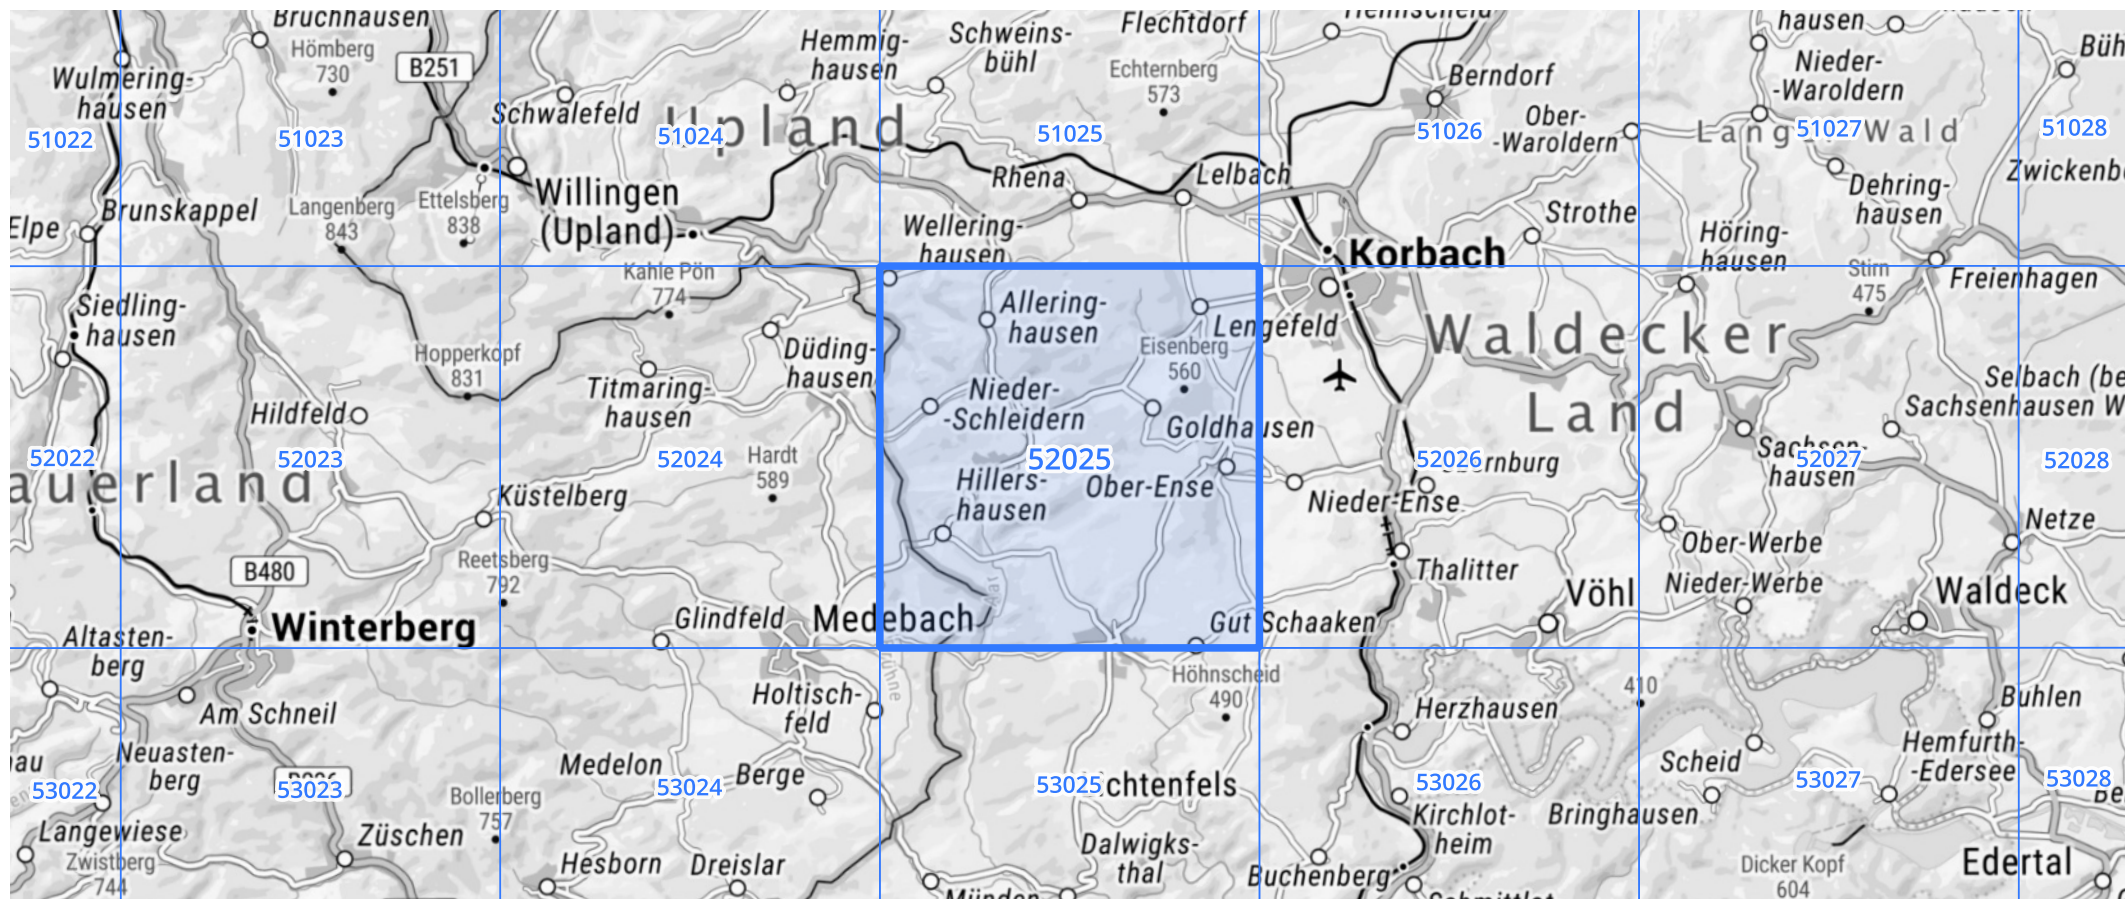 Bruchhausen
Flechtdorf
hausen
Hömberg
730
B251
Hemmig-
hausen
Schweins-
bühl
Echternberg
573
Berndorf
Nieder-
-Waroldern
Büh
Wulmering-
hausen
Schwalefeld
Ober-
-Waroldern
51022
51023
51024
Upland
51025
51026
51027
Wald
51028
Zwickenb
Rhena
Lelbach
Dehring-
hausen
Elpe
Brunskappel
Langenberg
843
Ettelsberg
838
Willingen
(Upland)
Wellering-
hausen
Strothe
Höring-
hausen
Korbach
Kahle Pön
774
Stirn
475
Freienhagen
Siedling-
hausen
Allering-
hausen
Lengefeld
Waldecker
Land
Hopperkopf
831
Düding-
hausen
Eisenberg
560
Titmaring-
hausen
Nieder-
-Schleidern
Selbach (be
Sachsenhausen W
Hildfeld
Goldhausen
Sachsen-
hausen
52022
52023
52024
52025
52026
52027
52028
auerland
Hardt
589
Küstelberg
Hillers-
hausen
Ober-Ense
Nieder-Ense
Netze
Reetsberg
792
B480
Thalitter
Ober-Werbe
Nieder-Werbe
Vöhl
Waldeck
Winterberg
Glindfeld
Medebach
Gut Schaaken
Altasten-
berg
Höhnscheid
490
410
Am Schneil
Holtisch-
feld
Herzhausen
Buhlen
Neuasten-
berg
Medelon
Berge
Scheid
Hemfurth-
-Edersee
53022
53023
53024
53025
chtenfels
53026
53027
53028
Bollerberg
757
Kirchlot-
heim
Bringhausen
Langewiese
Zwistberg
744
Züschen
Hesborn
Dreislar
Dalwigks-
thal
Buchenberg
Dicker Kopf
604
Edertal
Münden